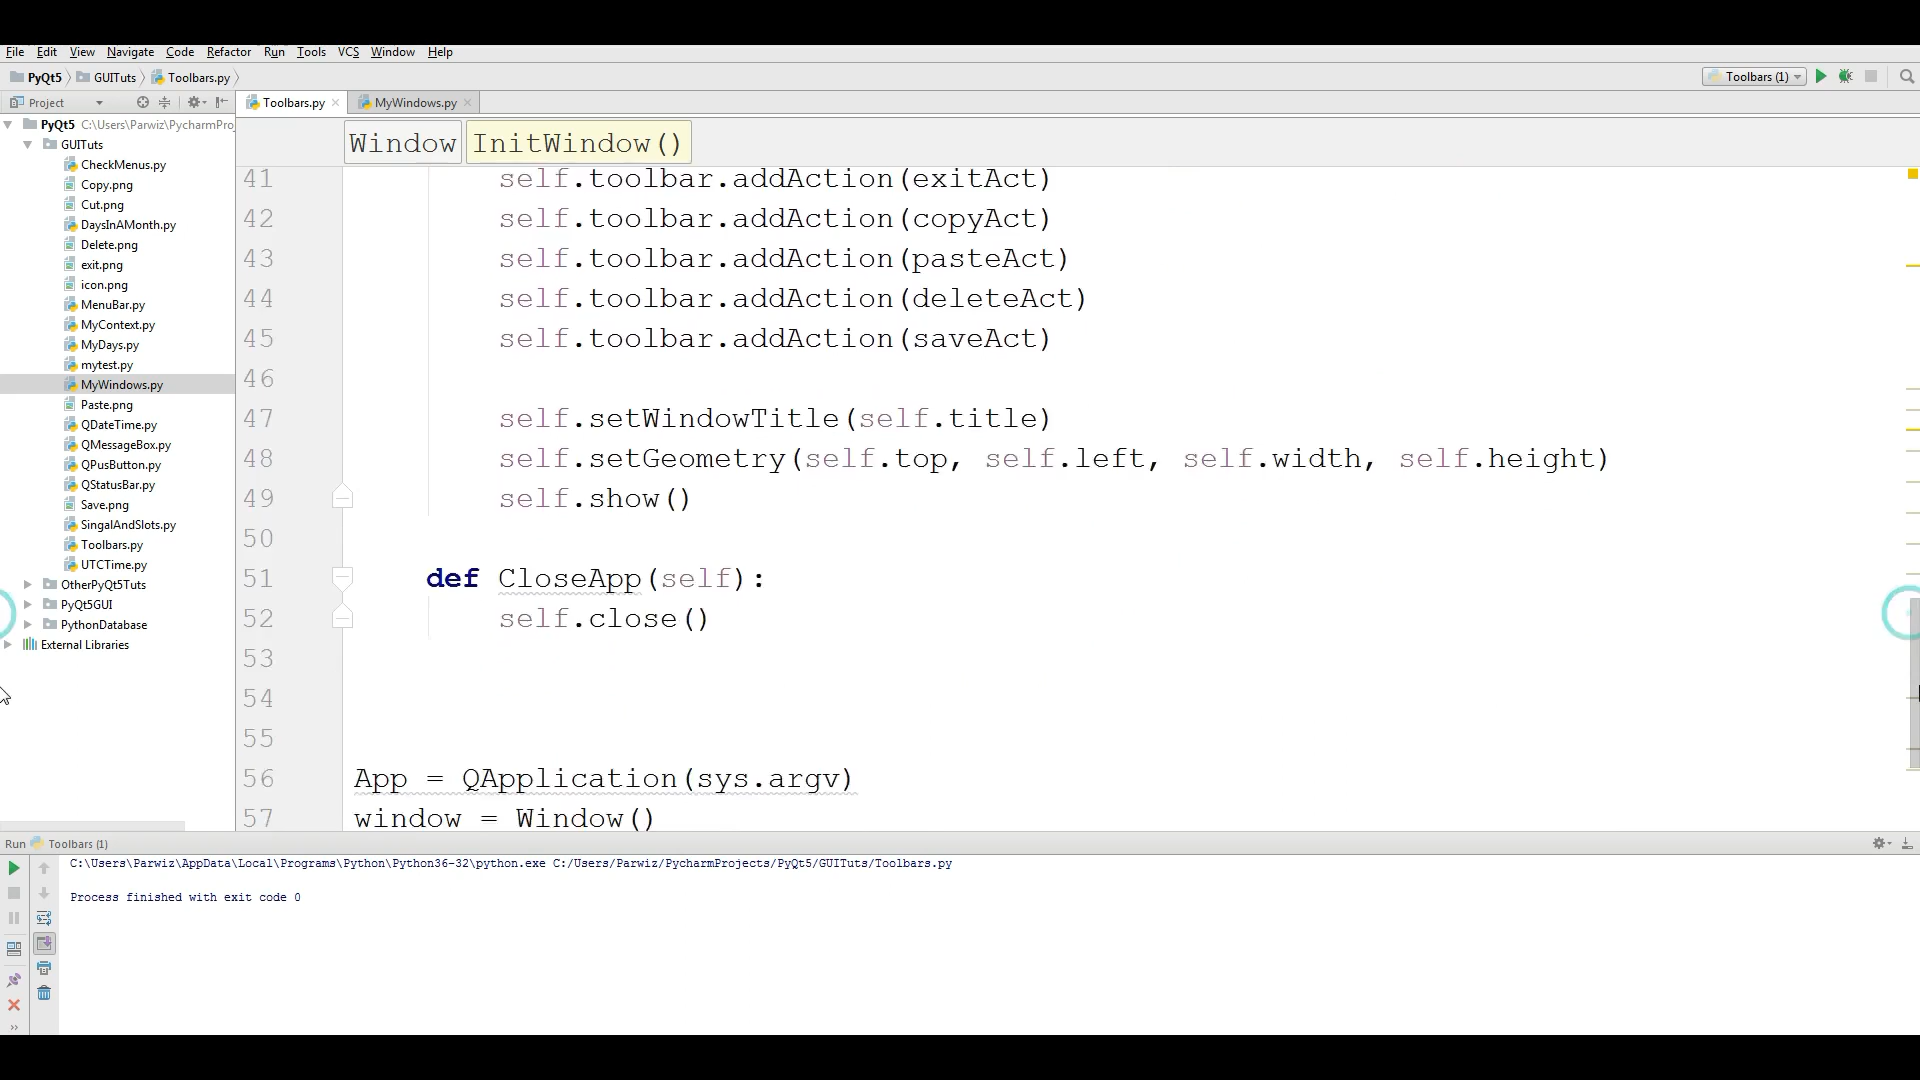 File Edit View Navigate Code Refactor Run Tools VCS Window Help
PyQt5 GUITuts Toolbars.py Toolbars (1)
Project Toolbars.py MyWindows.py
PyQt5 C:\Users\Parwiz\PycharmProj
GUITuts
CheckMenus.py
Copy.png
Cut.png
DaysInAMonth.py
Delete.png
exit.png
icon.png
MenuBar.py
MyContext.py
MyDays.py
mytest.py
MyWindows.py
Paste.png
QDateTime.py
QMessageBox.py
QPusButton.py
QStatusBar.py
Save.png
SingalAndSlots.py
Toolbars.py
UTCTime.py
OtherPyQt5Tuts
PyQt5GUI
PythonDatabase
External Libraries
Window InitWindow()
41 self.toolbar.addAction(exitAct)
42 self.toolbar.addAction(copyAct)
43 self.toolbar.addAction(pasteAct)
44 self.toolbar.addAction(deleteAct)
45 self.toolbar.addAction(saveAct)
46
47 self.setWindowTitle(self.title)
48 self.setGeometry(self.top, self.left, self.width, self.height)
49 self.show()
50
51 def CloseApp(self):
52 self.close()
53
54
55
56 App = QApplication(sys.argv)
57 window = Window()
Run Toolbars (1)
C:\Users\Parwiz\AppData\Local\Programs\Python\Python36-32\python.exe C:/Users/Parwiz/PycharmProjects/PyQt5/GUITuts/Toolbars.py
Process finished with exit code 0